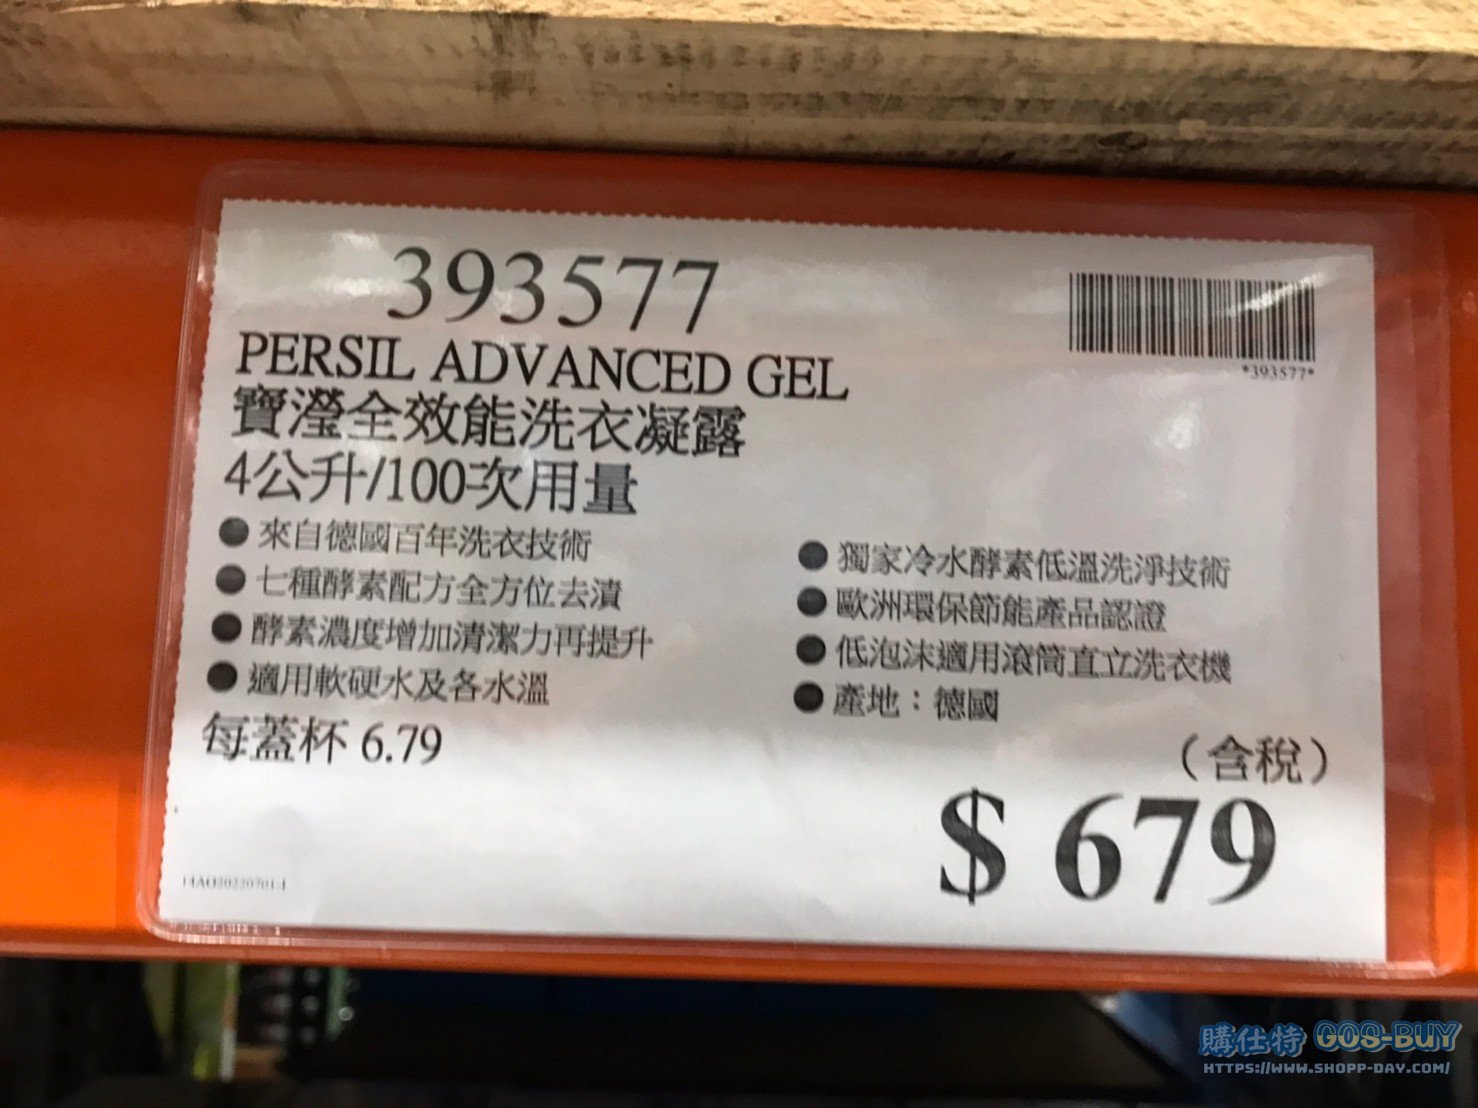 393577
*393577*
PERSIL ADVANCED GEL
寶瀅全效能洗衣凝露
4公升/100次用量
●來自德國百年洗衣技術
●七種酵素配方全方位去漬
●酵素濃度增加清潔力再提升
●適用軟硬水及各水溫
●獨家冷水酵素低溫洗淨技術
●歐洲環保節能產品認證
●低泡沫適用滾筒直立洗衣機
●產地：德國
每蓋杯 6.79
（含稅）
$ 679
14AO20220701-1
購仕特 GOS-BUY
HTTPS://WWW.SHOPP-DAY.COM/